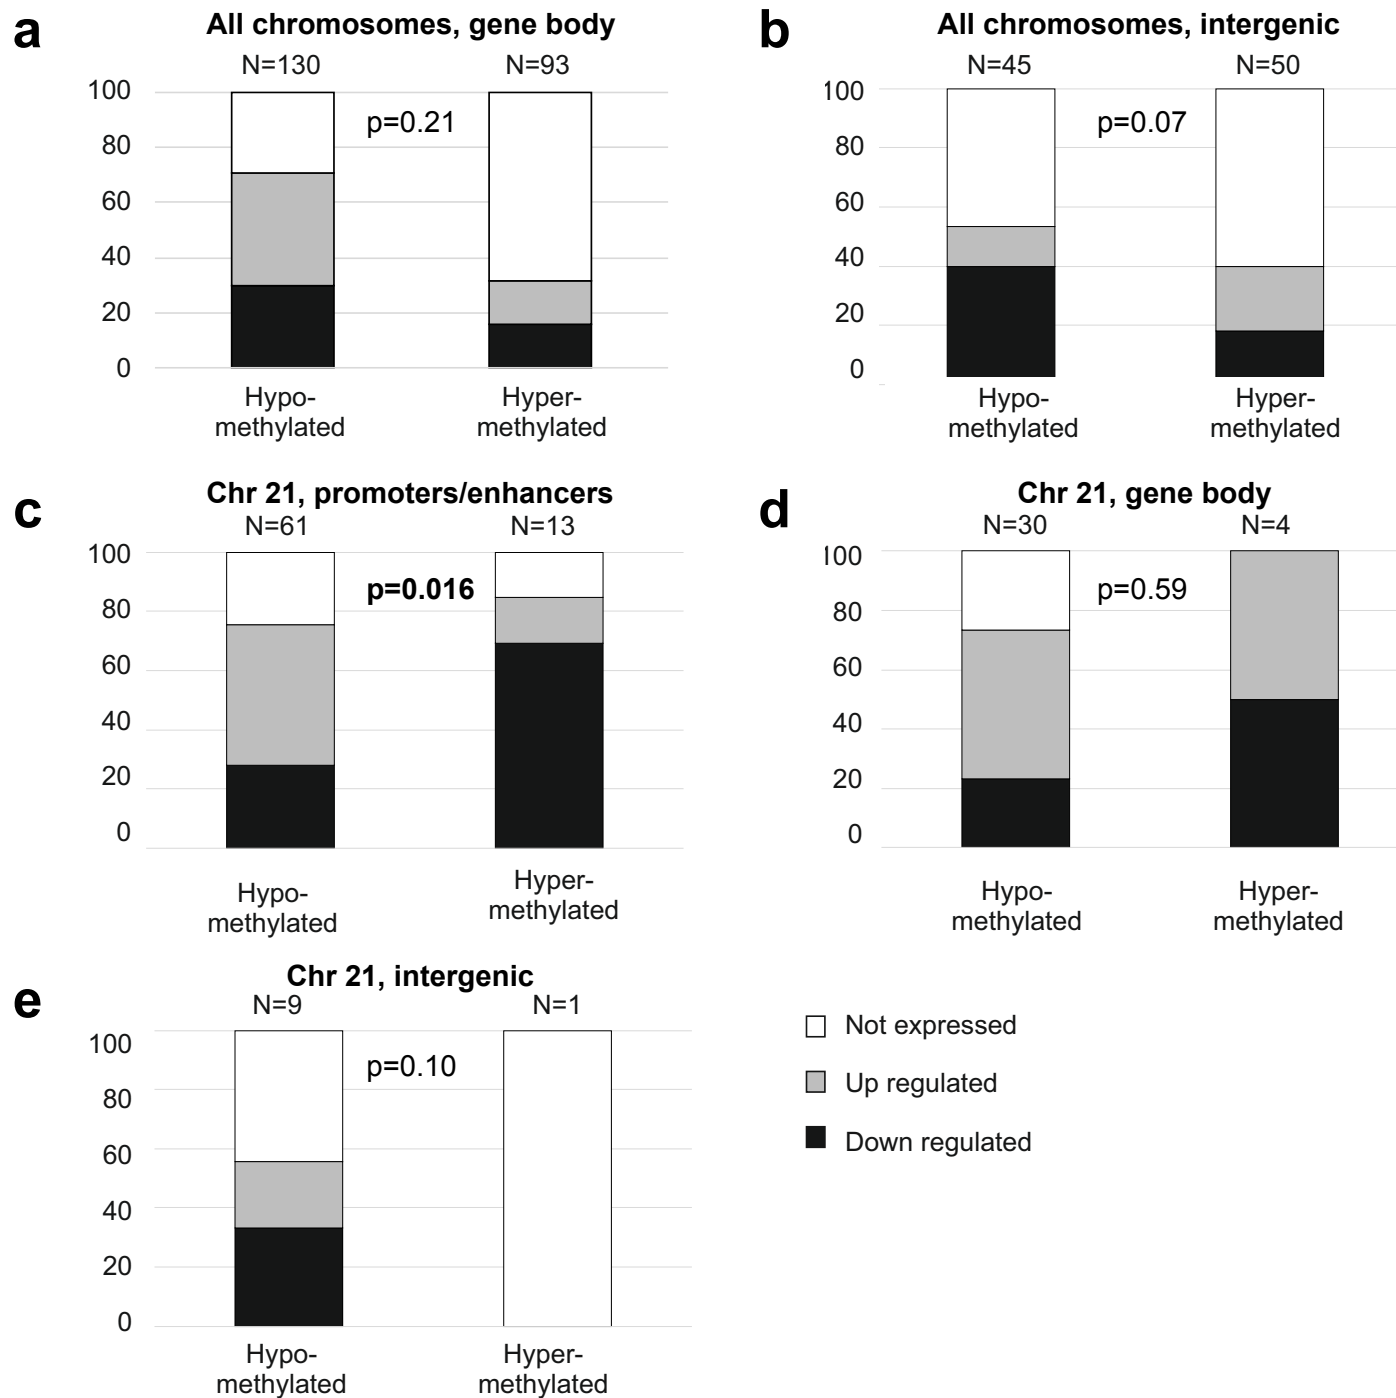 a
All chromosomes, gene body
N=130
N=93
p=0.21
100
80
60
40
20
0
Hypo-
methylated
Hyper-
methylated
b
All chromosomes, intergenic
N=45
N=50
p=0.07
100
80
60
40
20
0
Hypo-
methylated
Hyper-
methylated
c
Chr 21, promoters/enhancers
N=61
N=13
p=0.016
100
80
60
40
20
0
Hypo-
methylated
Hyper-
methylated
d
Chr 21, gene body
N=30
N=4
p=0.59
100
80
60
40
20
0
Hypo-
methylated
Hyper-
methylated
e
Chr 21, intergenic
N=9
N=1
p=0.10
100
80
60
40
20
0
Hypo-
methylated
Hyper-
methylated
Not expressed
Up regulated
Down regulated